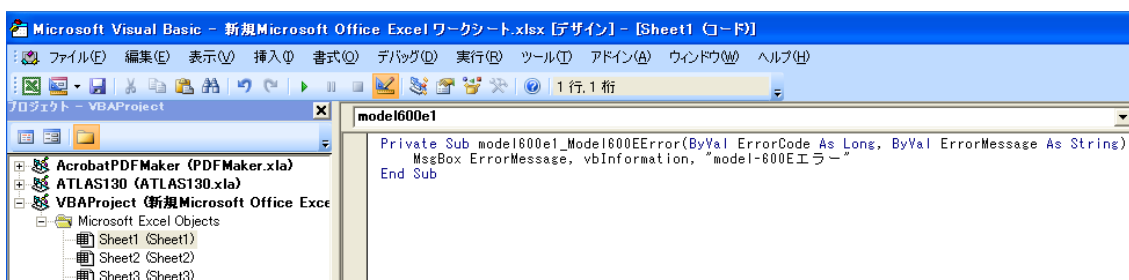 Microsoft Visual Basic - 新規Microsoft Office Excel ワークシート.xlsx [デザイン] - [Sheet1 (コード)]
ファイル(F) 編集(E) 表示(V) 挿入(I) 書式(O) デバッグ(D) 実行(R) ツール(T) アドイン(A) ウィンドウ(W) ヘルプ(H)
1 行, 1 桁
プロジェクト - VBAProject
model600e1
Private Sub model600e1_Model600EError(ByVal ErrorCode As Long, ByVal ErrorMessage As String)
MsgBox ErrorMessage, vbInformation, "model-600Eエラー"
End Sub
AcrobatPDFMaker (PDFMaker.xla)
ATLAS130 (ATLAS130.xla)
VBAProject (新規Microsoft Office Exce
Microsoft Excel Objects
Sheet1 (Sheet1)
Sheet2 (Sheet2)
Sheet3 (Sheet3)